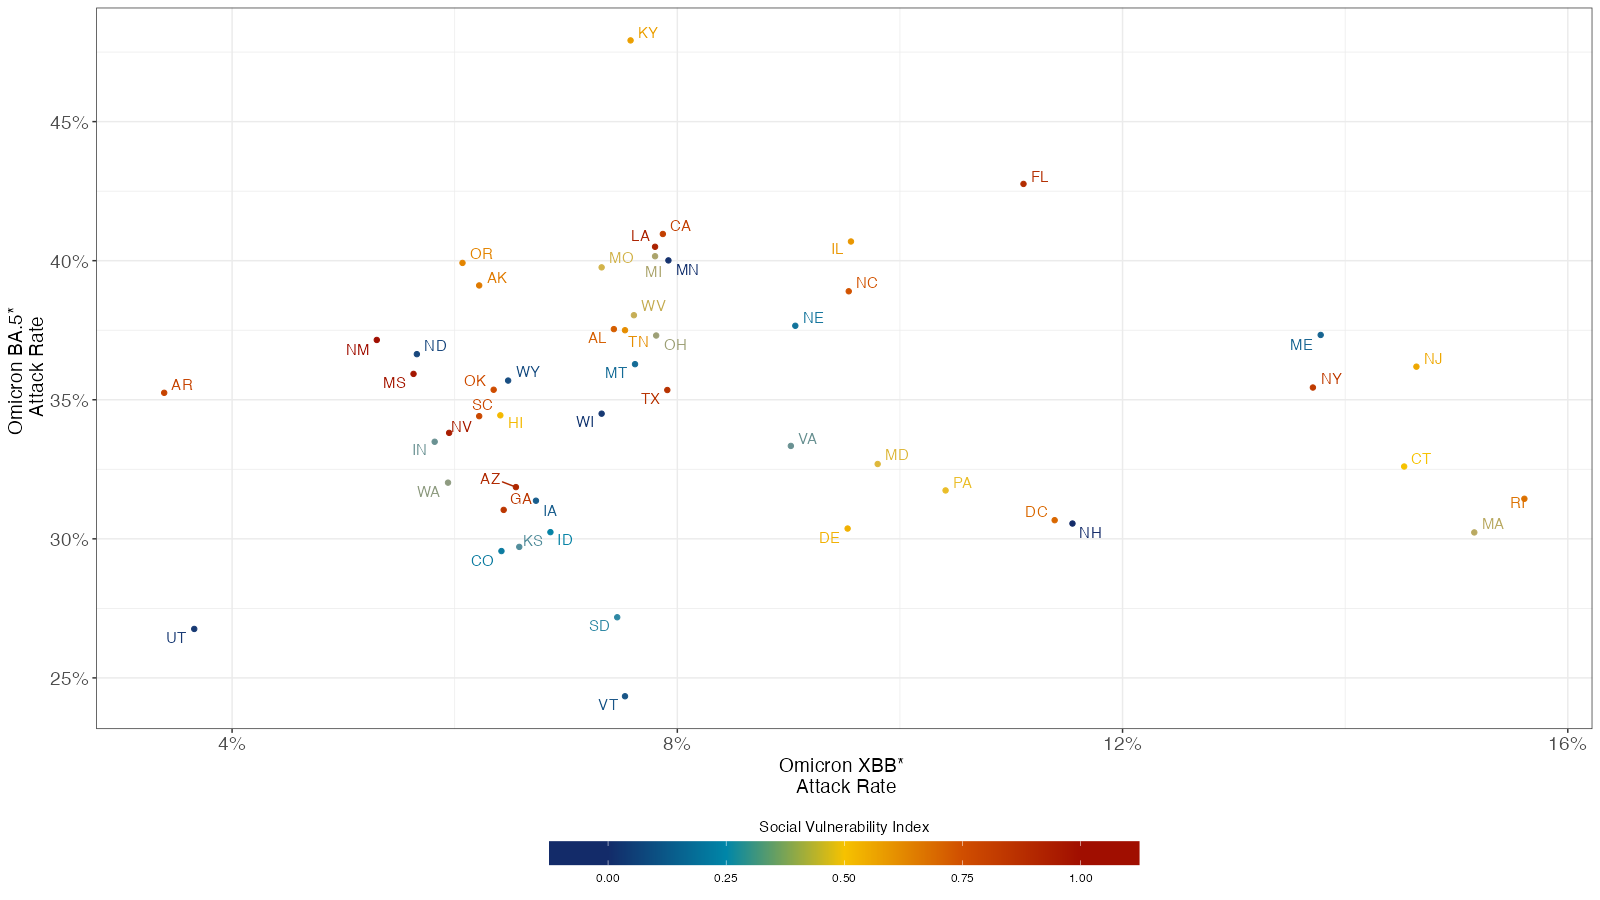 KY
45%
FL
CA
LA
OR
IL
MO
40%
MI
MN
AK
NC
WV
NE
AL
TN
OH
ME
NM
ND
NJ
MT
WY
NY
OK
MS
AR
TX
35%
SC
HI
WI
NV
IN
VA
MD
CT
AZ
PA
WA
GA
RI
IA
DC
MA
NH
DE
ID
KS
30%
CO
SD
UT
25%
VT
Omicron BA.5*
Attack Rate
4%
8%
12%
16%
Omicron XBB*
Attack Rate
Social Vulnerability Index
0.00
0.25
0.50
0.75
1.00